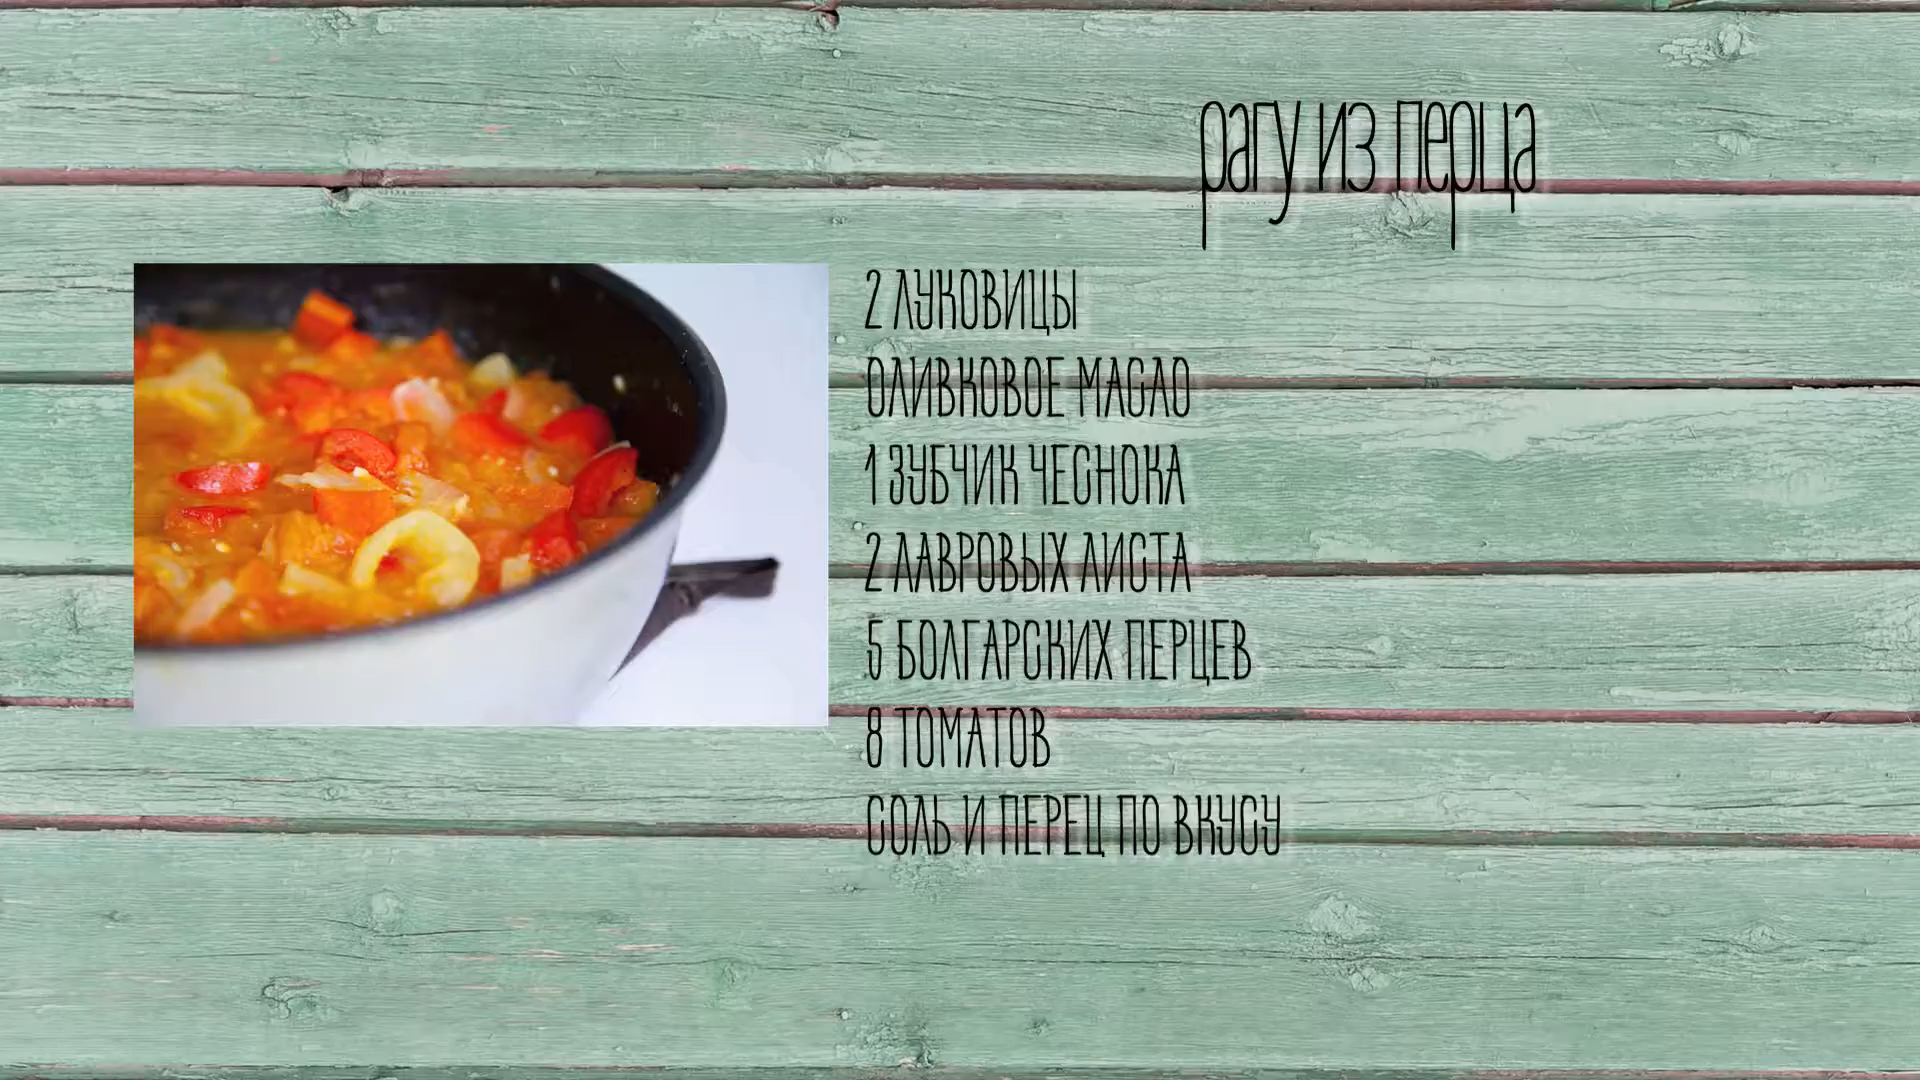 рагу из перца
2 ЛУКОВИЦЫ
ОЛИВКОВОЕ МАСЛО
1 ЗУБЧИК ЧЕСНОКА
2 ЛАВРОВЫХ ЛИСТА
5 БОЛГАРСКИХ ПЕРЦЕВ
8 ТОМАТОВ
СОЛЬ И ПЕРЕЦ ПО ВКУСУ